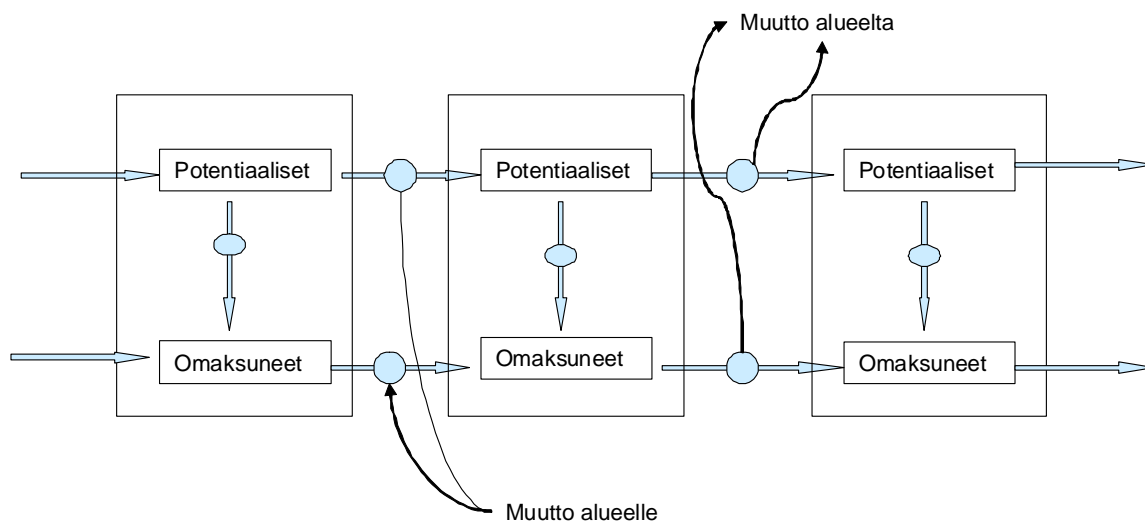 Muutto alueelta
Potentiaaliset
Potentiaaliset
Potentiaaliset
Omaksuneet
Omaksuneet
Omaksuneet
Muutto alueelle